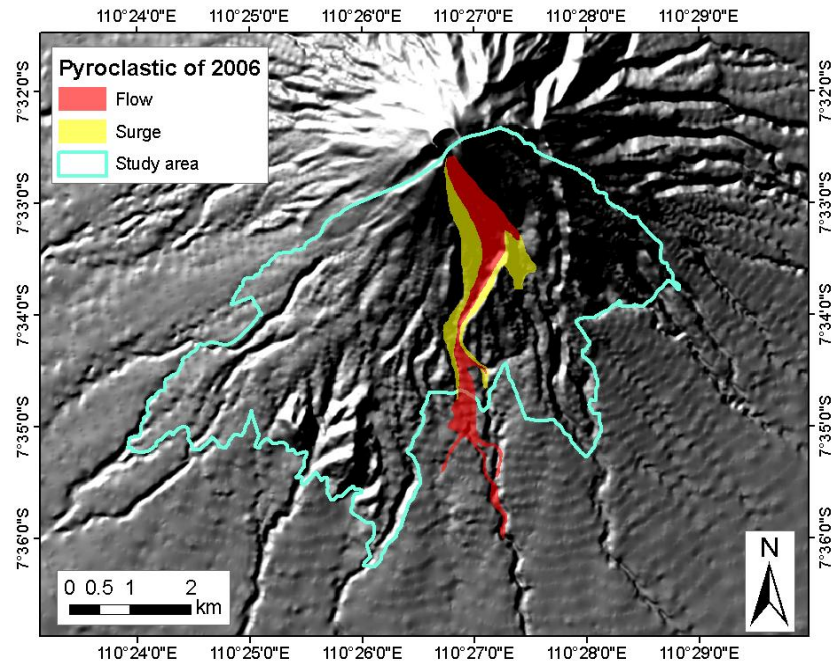 110°24'0"E 110°25'0"E 110°26'0"E 110°27'0"E 110°28'0"E 110°29'0"E
Pyroclastic of 2006
Flow
Surge
Study area
7°32'0"S 7°32'0"S
7°33'0"S 7°33'0"S
7°34'0"S 7°34'0"S
7°35'0"S 7°35'0"S
7°36'0"S 7°36'0"S
0 0.5 1 2
km
N
110°24'0"E 110°25'0"E 110°26'0"E 110°27'0"E 110°28'0"E 110°29'0"E